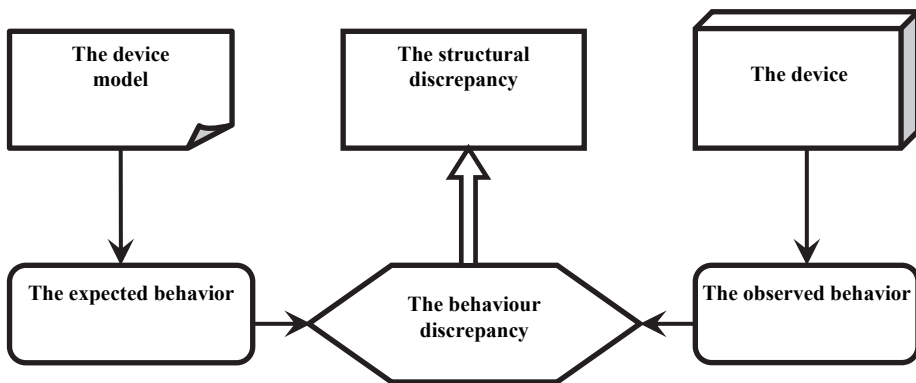 The device
model
The structural
discrepancy
The device
The expected behavior
The behaviour
discrepancy
The observed behavior